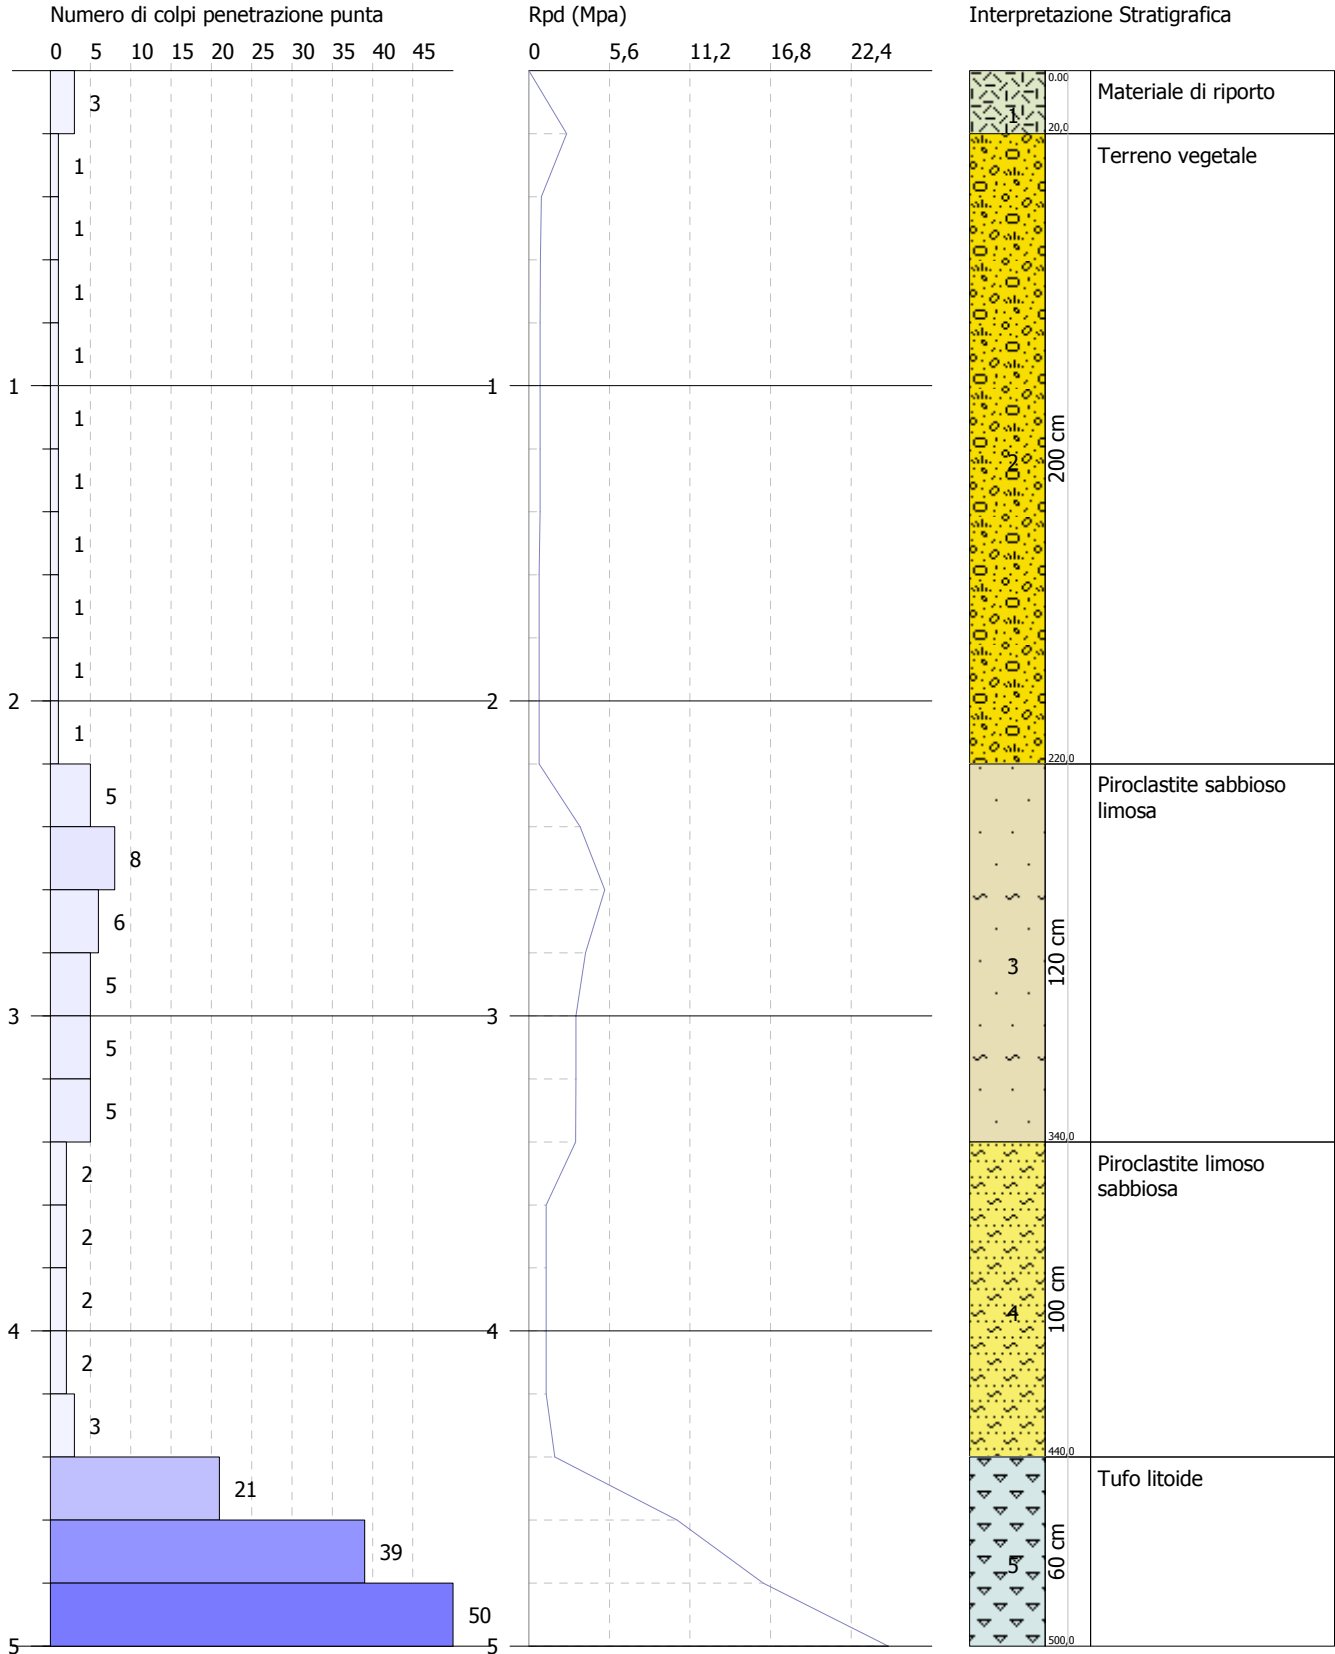 Numero di colpi penetrazione punta
Rpd (Mpa)
Interpretazione Stratigrafica
0 5 10 15 20 25 30 35 40 45
0 5,6 11,2 16,8 22,4
3
1
1
1
1
1
1
1
1
1
1
1
1
2
2
5
8
6
5
3
3
5
5
2
2
2
4
4
2
3
21
39
50
5
5
0.00
1
20,0
Materiale di riporto
Terreno vegetale
2
200 cm
220,0
Piroclastite sabbioso
limosa
3
120 cm
340,0
Piroclastite limoso
sabbiosa
4
100 cm
440,0
Tufo litoide
5
60 cm
500,0